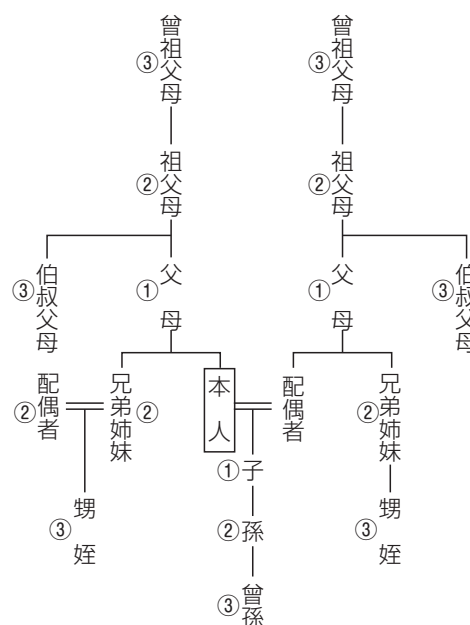 曾祖父母
③
曾祖父母
③
祖父母
②
祖父母
②
伯叔父母
③
父母
①
父母
①
伯叔父母
③
配偶者
②
兄弟姉妹
②
本人
配偶者
兄弟姉妹
②
子
①
甥姪
③
孫
②
甥姪
③
曾孫
③